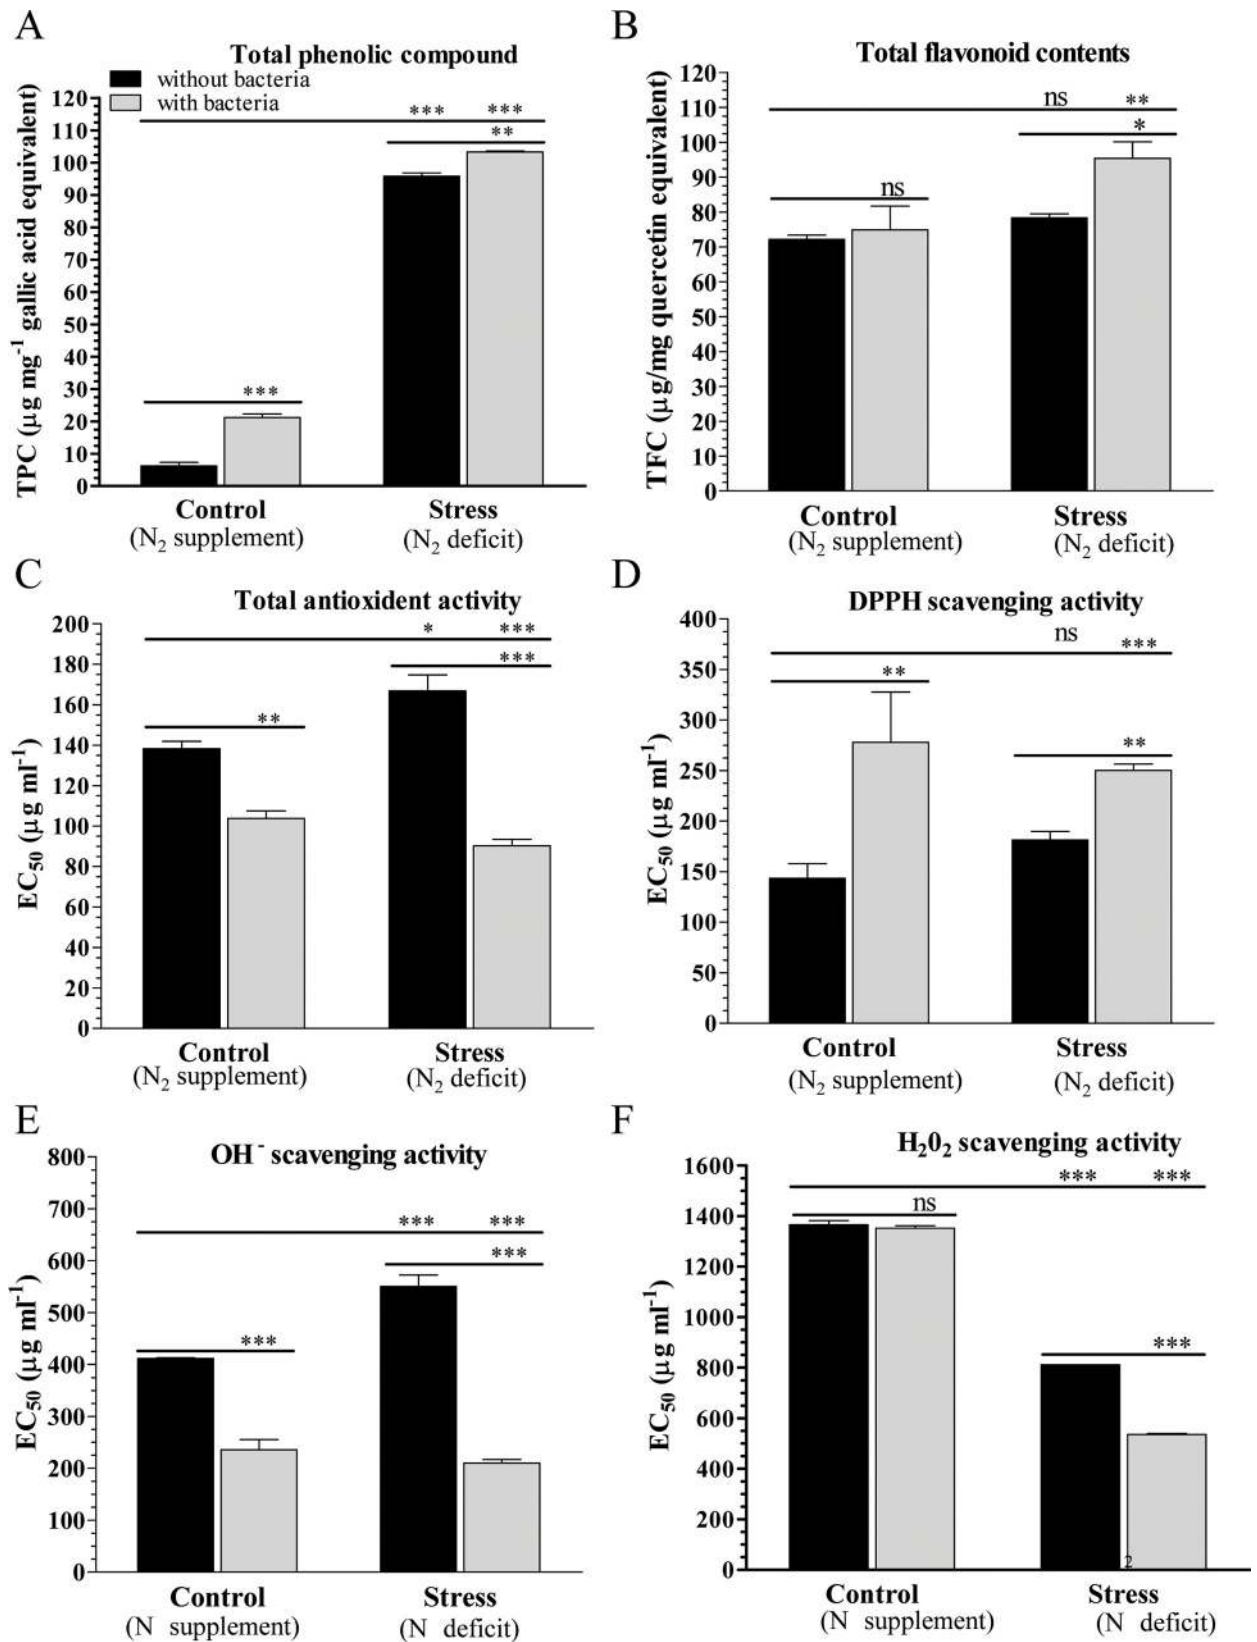 A
Total phenolic compound
without bacteria
with bacteria
TPC (μg mg⁻¹ gallic acid equivalent)
120
110
100
90
80
70
60
50
40
30
20
10
0
***
*** ***
**
Control
(N₂ supplement)
Stress
(N₂ deficit)
B
Total flavonoid contents
TFC (μg/mg quercetin equivalent)
120
110
100
90
80
70
60
50
40
30
20
10
0
ns
ns **
*
Control
(N₂ supplement)
Stress
(N₂ deficit)
C
Total antioxident activity
EC₅₀ (μg ml⁻¹)
200
180
160
140
120
100
80
60
40
20
0
**
* ***
***
Control
(N₂ supplement)
Stress
(N₂ deficit)
D
DPPH scavenging activity
EC₅₀ (μg ml⁻¹)
400
350
300
250
200
150
100
50
0
**
ns ***
**
Control
(N₂ supplement)
Stress
(N₂ deficit)
E
OH⁻ scavenging activity
EC₅₀ (μg ml⁻¹)
800
700
600
500
400
300
200
100
0
***
*** ***
***
Control
(N supplement)
Stress
(N deficit)
F
H₂0₂ scavenging activity
EC₅₀ (μg ml⁻¹)
1600
1400
1200
1000
800
600
400
200
0
ns
*** ***
***
2
Control
(N supplement)
Stress
(N deficit)